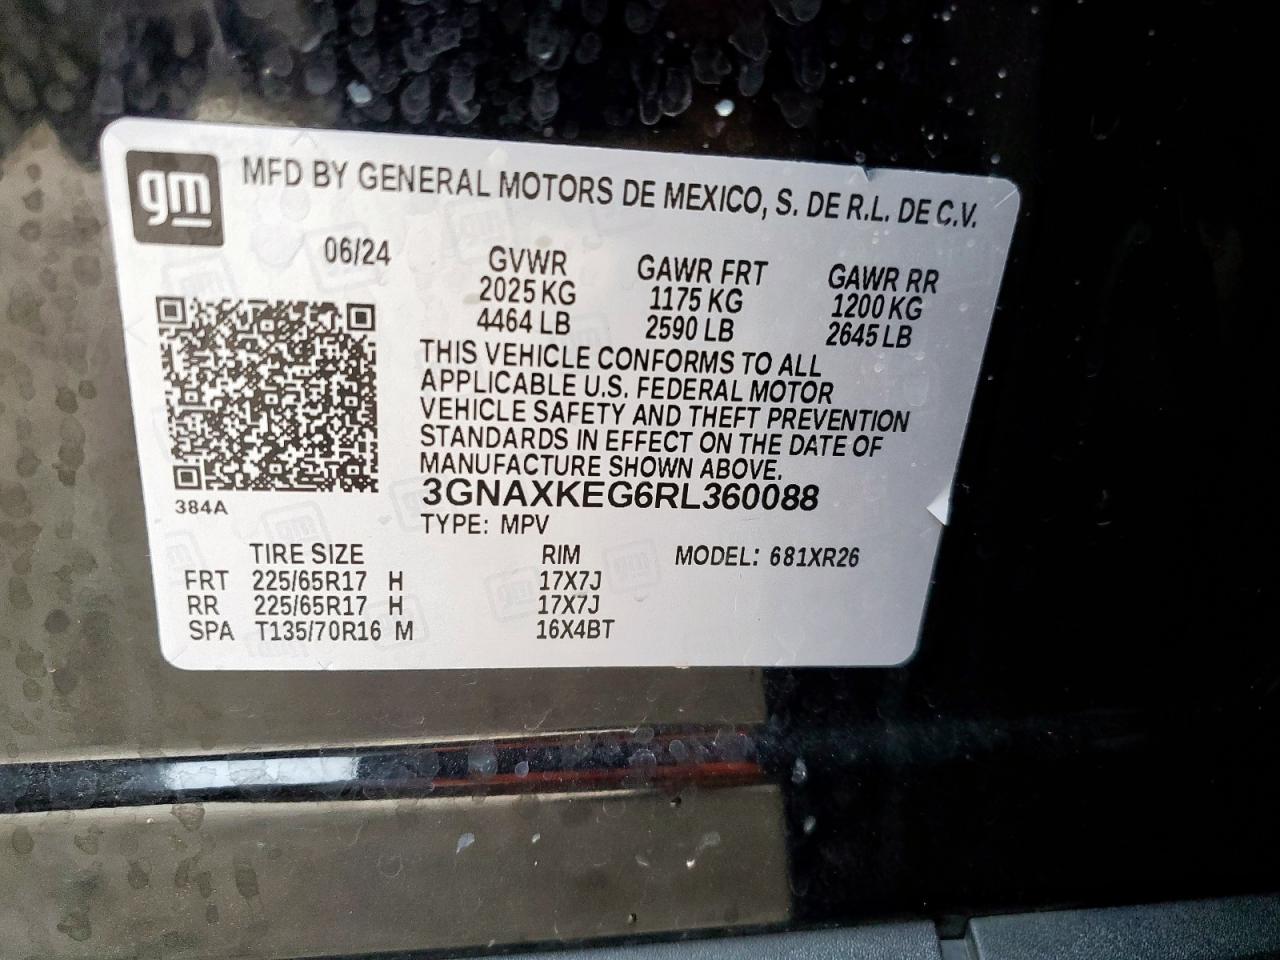 gm
MFD BY GENERAL MOTORS DE MEXICO, S. DE R.L. DE C.V.
06/24 GVWR GAWR FRT GAWR RR
2025 KG 1175 KG 1200 KG
4464 LB 2590 LB 2645 LB
THIS VEHICLE CONFORMS TO ALL
APPLICABLE U.S. FEDERAL MOTOR
VEHICLE SAFETY AND THEFT PREVENTION
STANDARDS IN EFFECT ON THE DATE OF
MANUFACTURE SHOWN ABOVE.
3GNAXKEG6RL360088
384A
TYPE: MPV
TIRE SIZE RIM MODEL: 681XR26
FRT 225/65R17 H 17X7J
RR 225/65R17 H 17X7J
SPA T135/70R16 M 16X4BT